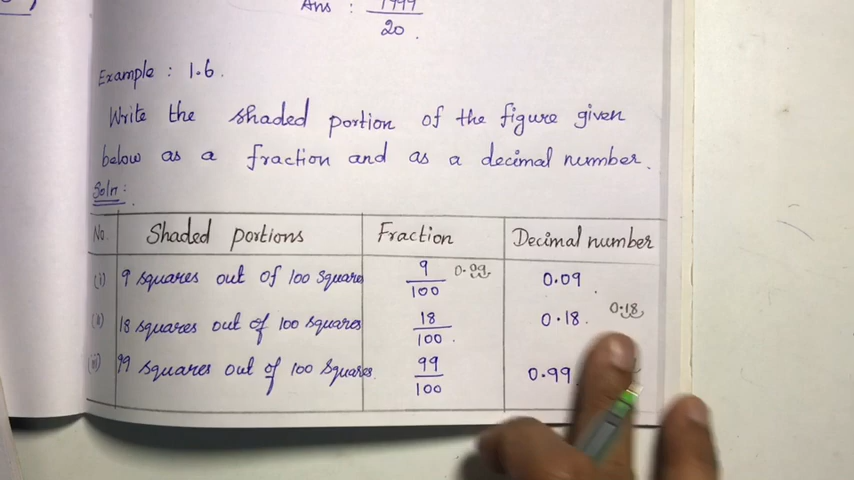 Ans : 1999
20 .
Example : 1.6 .
Write the shaded portion of the figure given
below as a fraction and as a decimal number .
Soln :
No. Shaded portions Fraction Decimal number
(i) 9 squares out of 100 squares 9/100 0.09 0.09 .
(ii) 18 squares out of 100 squares 18/100 . 0.18 . 0.18
(iii) 99 squares out of 100 squares. 99/100 0.99 .